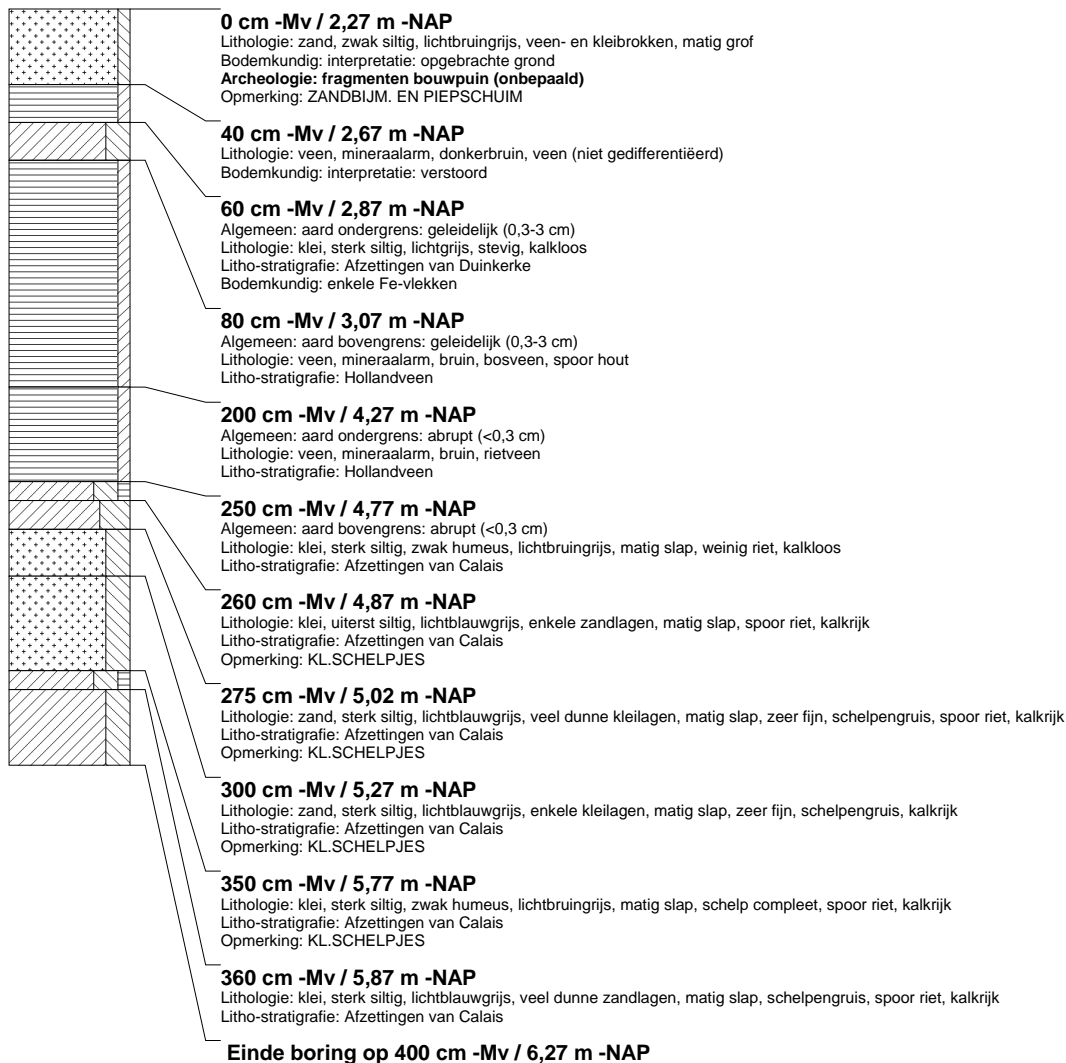 0 cm -Mv / 2,27 m -NAP
Lithologie: zand, zwak siltig, lichtbruingrijs, veen- en kleibrokken, matig grof
Bodemkundig: interpretatie: opgebrachte grond
Archeologie: fragmenten bouwpuin (onbepaald)
Opmerking: ZANDBIJM. EN PIEPSCHUIM
40 cm -Mv / 2,67 m -NAP
Lithologie: veen, mineraalarm, donkerbruin, veen (niet gedifferentiëerd)
Bodemkundig: interpretatie: verstoord
60 cm -Mv / 2,87 m -NAP
Algemeen: aard ondergrens: geleidelijk (0,3-3 cm)
Lithologie: klei, sterk siltig, lichtgrijs, stevig, kalkloos
Litho-stratigrafie: Afzettingen van Duinkerke
Bodemkundig: enkele Fe-vlekken
80 cm -Mv / 3,07 m -NAP
Algemeen: aard bovengrens: geleidelijk (0,3-3 cm)
Lithologie: veen, mineraalarm, bruin, bosveen, spoor hout
Litho-stratigrafie: Hollandveen
200 cm -Mv / 4,27 m -NAP
Algemeen: aard ondergrens: abrupt (<0,3 cm)
Lithologie: veen, mineraalarm, bruin, rietveen
Litho-stratigrafie: Hollandveen
250 cm -Mv / 4,77 m -NAP
Algemeen: aard bovengrens: abrupt (<0,3 cm)
Lithologie: klei, sterk siltig, zwak humeus, lichtbruingrijs, matig slap, weinig riet, kalkloos
Litho-stratigrafie: Afzettingen van Calais
260 cm -Mv / 4,87 m -NAP
Lithologie: klei, uiterst siltig, lichtblauwgrijs, enkele zandlagen, matig slap, spoor riet, kalkrijk
Litho-stratigrafie: Afzettingen van Calais
Opmerking: KL.SCHELPJES
275 cm -Mv / 5,02 m -NAP
Lithologie: zand, sterk siltig, lichtblauwgrijs, veel dunne kleilagen, matig slap, zeer fijn, schelpengruis, spoor riet, kalkrijk
Litho-stratigrafie: Afzettingen van Calais
Opmerking: KL.SCHELPJES
300 cm -Mv / 5,27 m -NAP
Lithologie: zand, sterk siltig, lichtblauwgrijs, enkele kleilagen, matig slap, zeer fijn, schelpengruis, kalkrijk
Litho-stratigrafie: Afzettingen van Calais
Opmerking: KL.SCHELPJES
350 cm -Mv / 5,77 m -NAP
Lithologie: klei, sterk siltig, zwak humeus, lichtbruingrijs, matig slap, schelp compleet, spoor riet, kalkrijk
Litho-stratigrafie: Afzettingen van Calais
Opmerking: KL.SCHELPJES
360 cm -Mv / 5,87 m -NAP
Lithologie: klei, sterk siltig, lichtblauwgrijs, veel dunne zandlagen, matig slap, schelpengruis, spoor riet, kalkrijk
Litho-stratigrafie: Afzettingen van Calais
Einde boring op 400 cm -Mv / 6,27 m -NAP